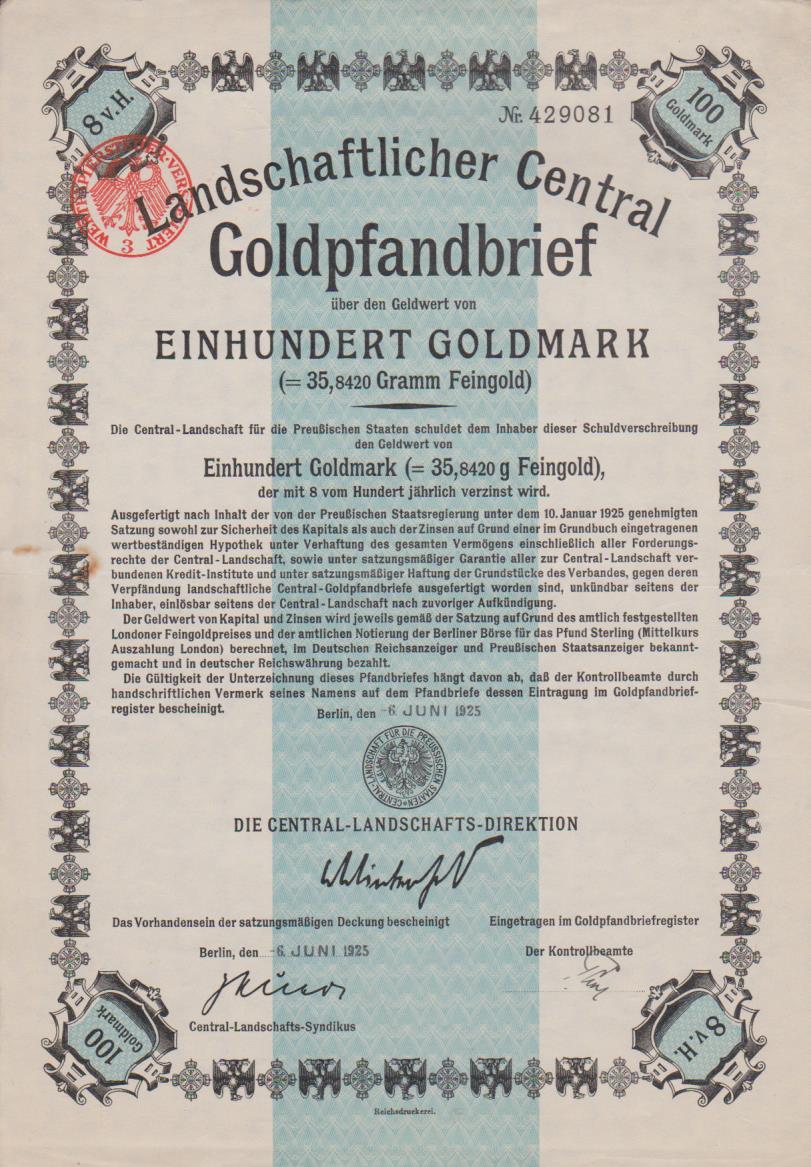 8 v.H.
100
Goldmark
Nr. 429081
WERTPAPIERSTEUER·VERSTEUERT
3
Landschaftlicher Central
Goldpfandbrief
über den Geldwert von
EINHUNDERT GOLDMARK
(= 35,8420 Gramm Feingold)
Die Central-Landschaft für die Preußischen Staaten schuldet dem Inhaber dieser Schuldverschreibung
den Geldwert von
Einhundert Goldmark (= 35,8420 g Feingold),
der mit 8 vom Hundert jährlich verzinst wird.
Ausgefertigt nach Inhalt der von der Preußischen Staatsregierung unter dem 10. Januar 1925 genehmigten
Satzung sowohl zur Sicherheit des Kapitals als auch der Zinsen auf Grund einer im Grundbuch eingetragenen
wertbeständigen Hypothek unter Verhaftung des gesamten Vermögens einschließlich aller Forderungs-
rechte der Central-Landschaft, sowie unter satzungsmäßiger Garantie aller zur Central-Landschaft ver-
bundenen Kredit-Institute und unter satzungsmäßiger Haftung der Grundstücke des Verbandes, gegen deren
Verpfändung landschaftliche Central-Goldpfandbriefe ausgefertigt worden sind, unkündbar seitens der
Inhaber, einlösbar seitens der Central-Landschaft nach zuvoriger Aufkündigung.
Der Geldwert von Kapital und Zinsen wird jeweils gemäß der Satzung auf Grund des amtlich festgestellten
Londoner Feingoldpreises und der amtlichen Notierung der Berliner Börse für das Pfund Sterling (Mittelkurs
Auszahlung London) berechnet, im Deutschen Reichsanzeiger und Preußischen Staatsanzeiger bekannt-
gemacht und in deutscher Reichswährung bezahlt.
Die Gültigkeit der Unterzeichnung dieses Pfandbriefes hängt davon ab, daß der Kontrollbeamte durch
handschriftlichen Vermerk seines Namens auf dem Pfandbriefe dessen Eintragung im Goldpfandbrief-
register bescheinigt.
Berlin, den -6. JUNI 1925
CENTRAL-LANDSCHAFT FÜR DIE PREUSSISCHEN STAATEN
DIE CENTRAL-LANDSCHAFTS-DIREKTION
Das Vorhandensein der satzungsmäßigen Deckung bescheinigt
Eingetragen im Goldpfandbriefregister
Berlin, den -6. JUNI 1925
Der Kontrollbeamte
Central-Landschafts-Syndikus
100
Goldmark
8 v.H.
Reichsdruckerei.